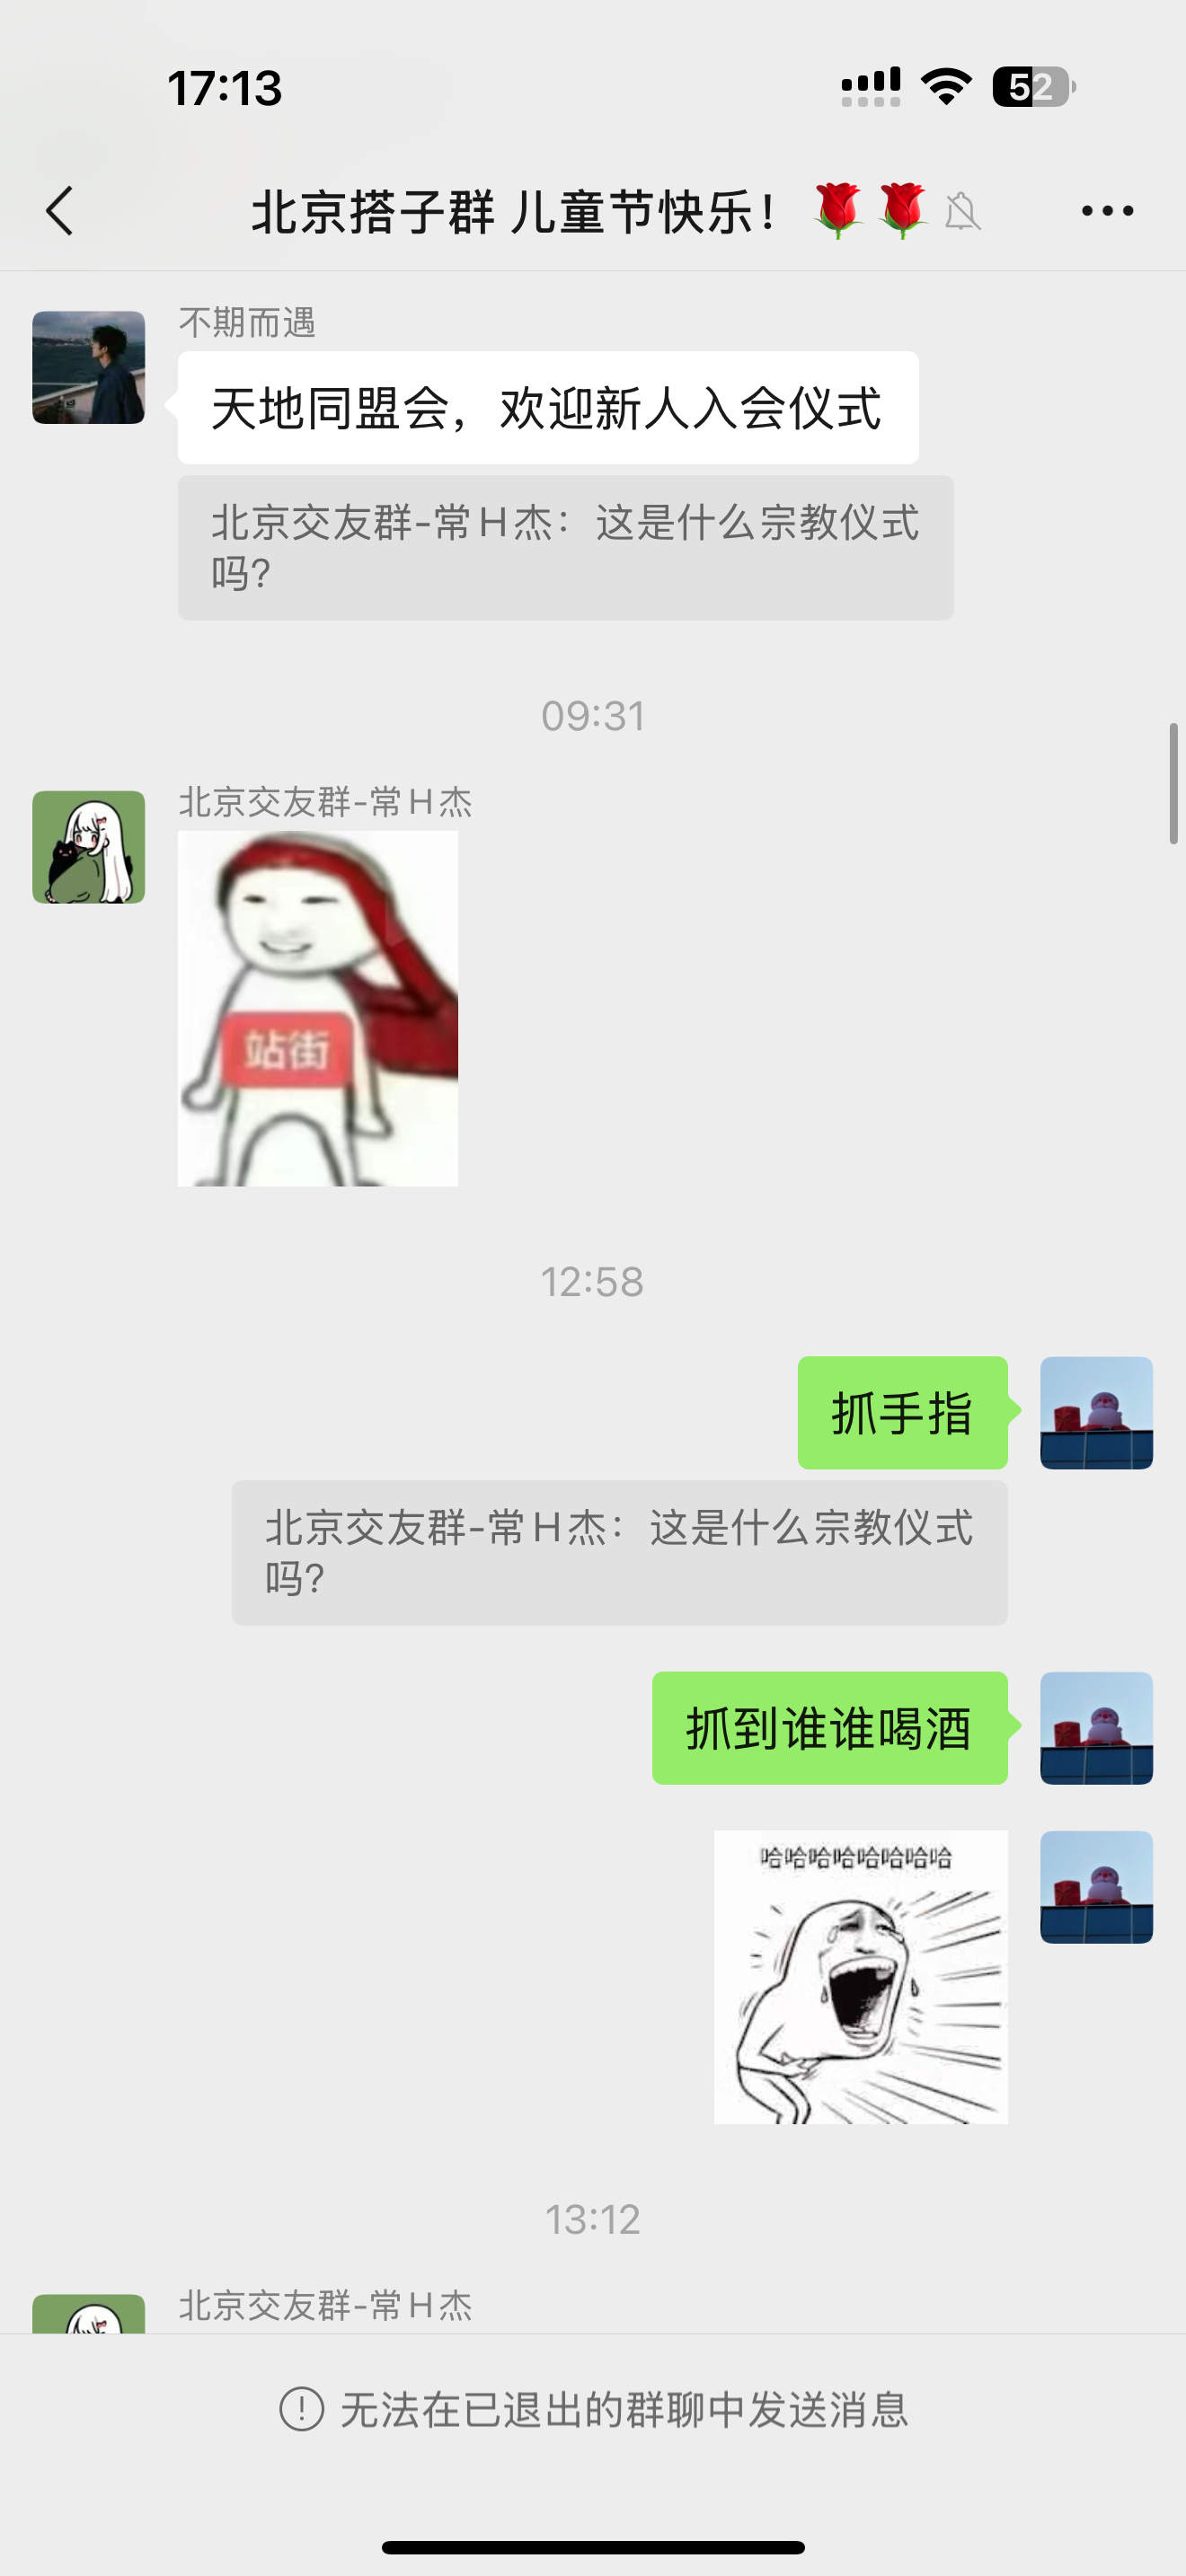 17:13
52
北京搭子群 儿童节快乐！🌹🌹
不期而遇
天地同盟会，欢迎新人入会仪式
北京交友群-常H杰：这是什么宗教仪式
吗?
09:31
北京交友群-常H杰
站街
12:58
抓手指
北京交友群-常H杰：这是什么宗教仪式
吗?
抓到谁谁喝酒
哈哈哈哈哈哈哈哈
13:12
北京交友群-常H杰
无法在已退出的群聊中发送消息